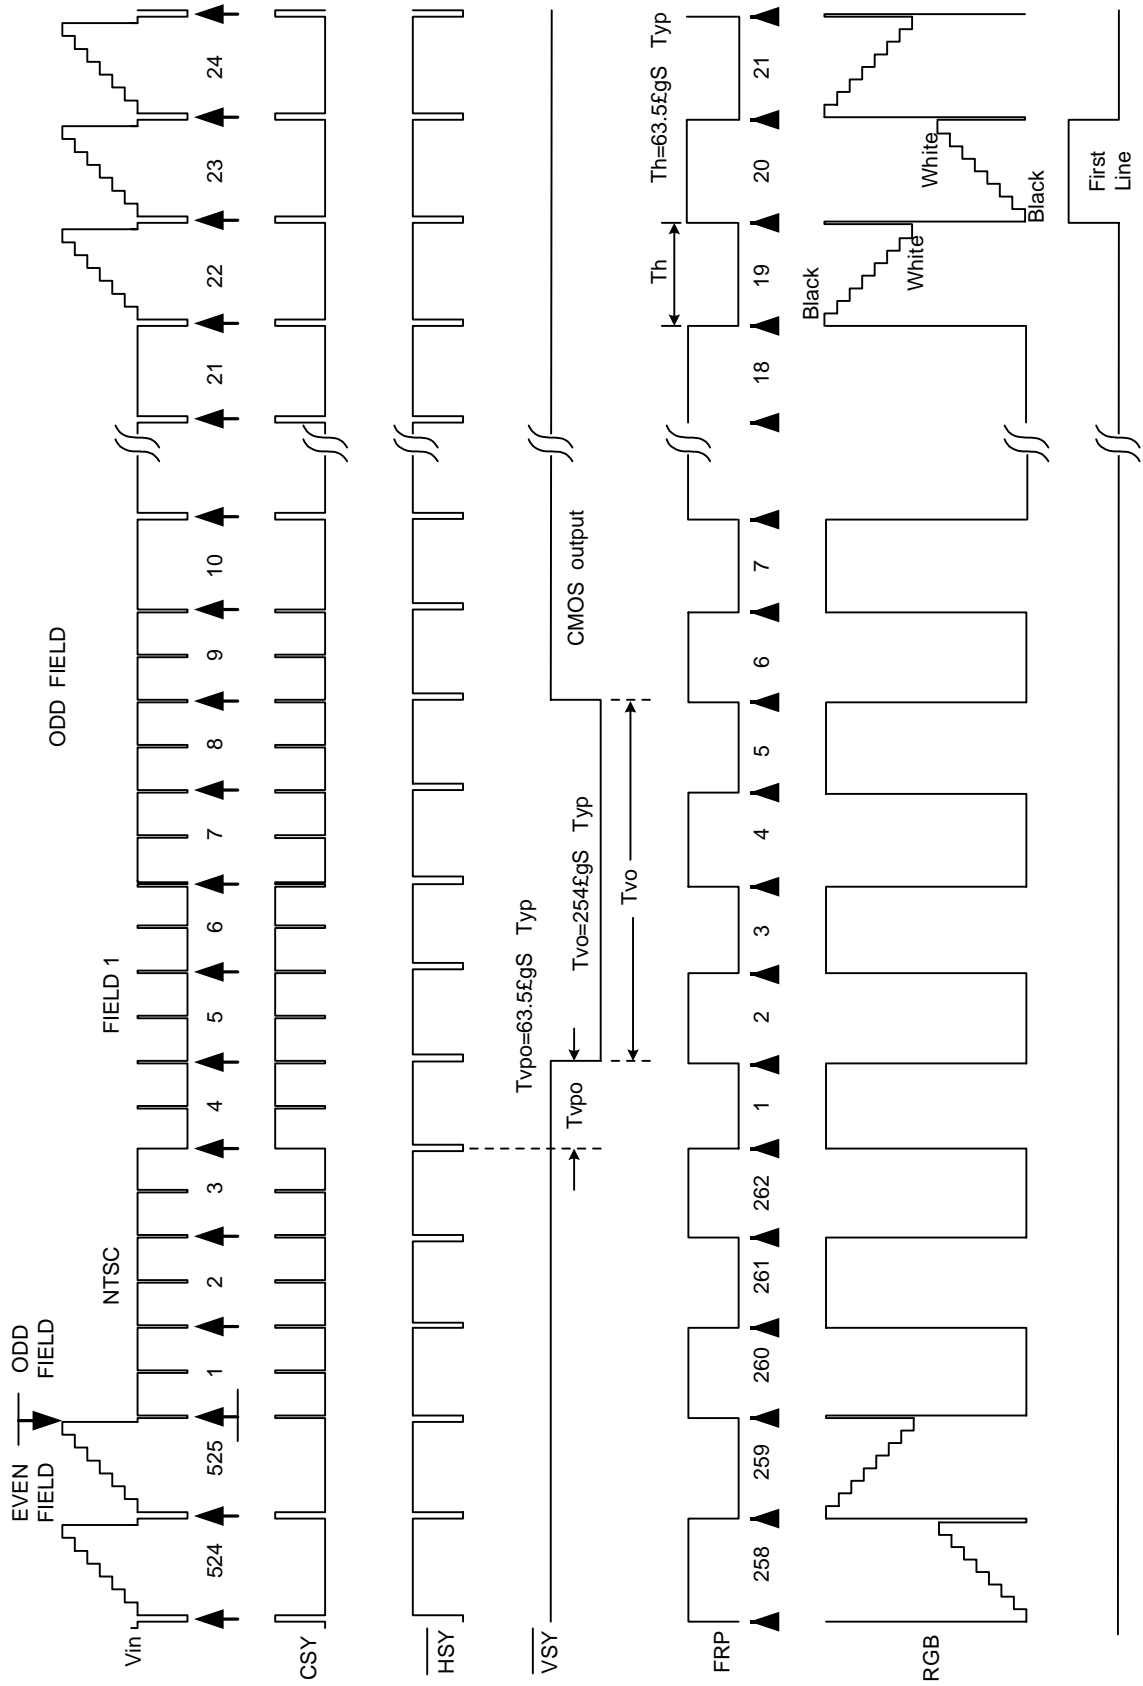 EVEN FIELD
ODD FIELD
NTSC
FIELD 1
ODD FIELD
Vin
524
525
1
2
3
4
5
6
7
8
9
10
21
22
23
24
CSY
HSY
VSY
Tvpo=63.5£gS Typ
Tvpo
Tvo=254£gS Typ
Tvo
CMOS output
Th
Th=63.5£gS Typ
FRP
258
259
260
261
262
1
2
3
4
5
6
7
18
19
20
21
RGB
Black
White
Black
White
First
Line